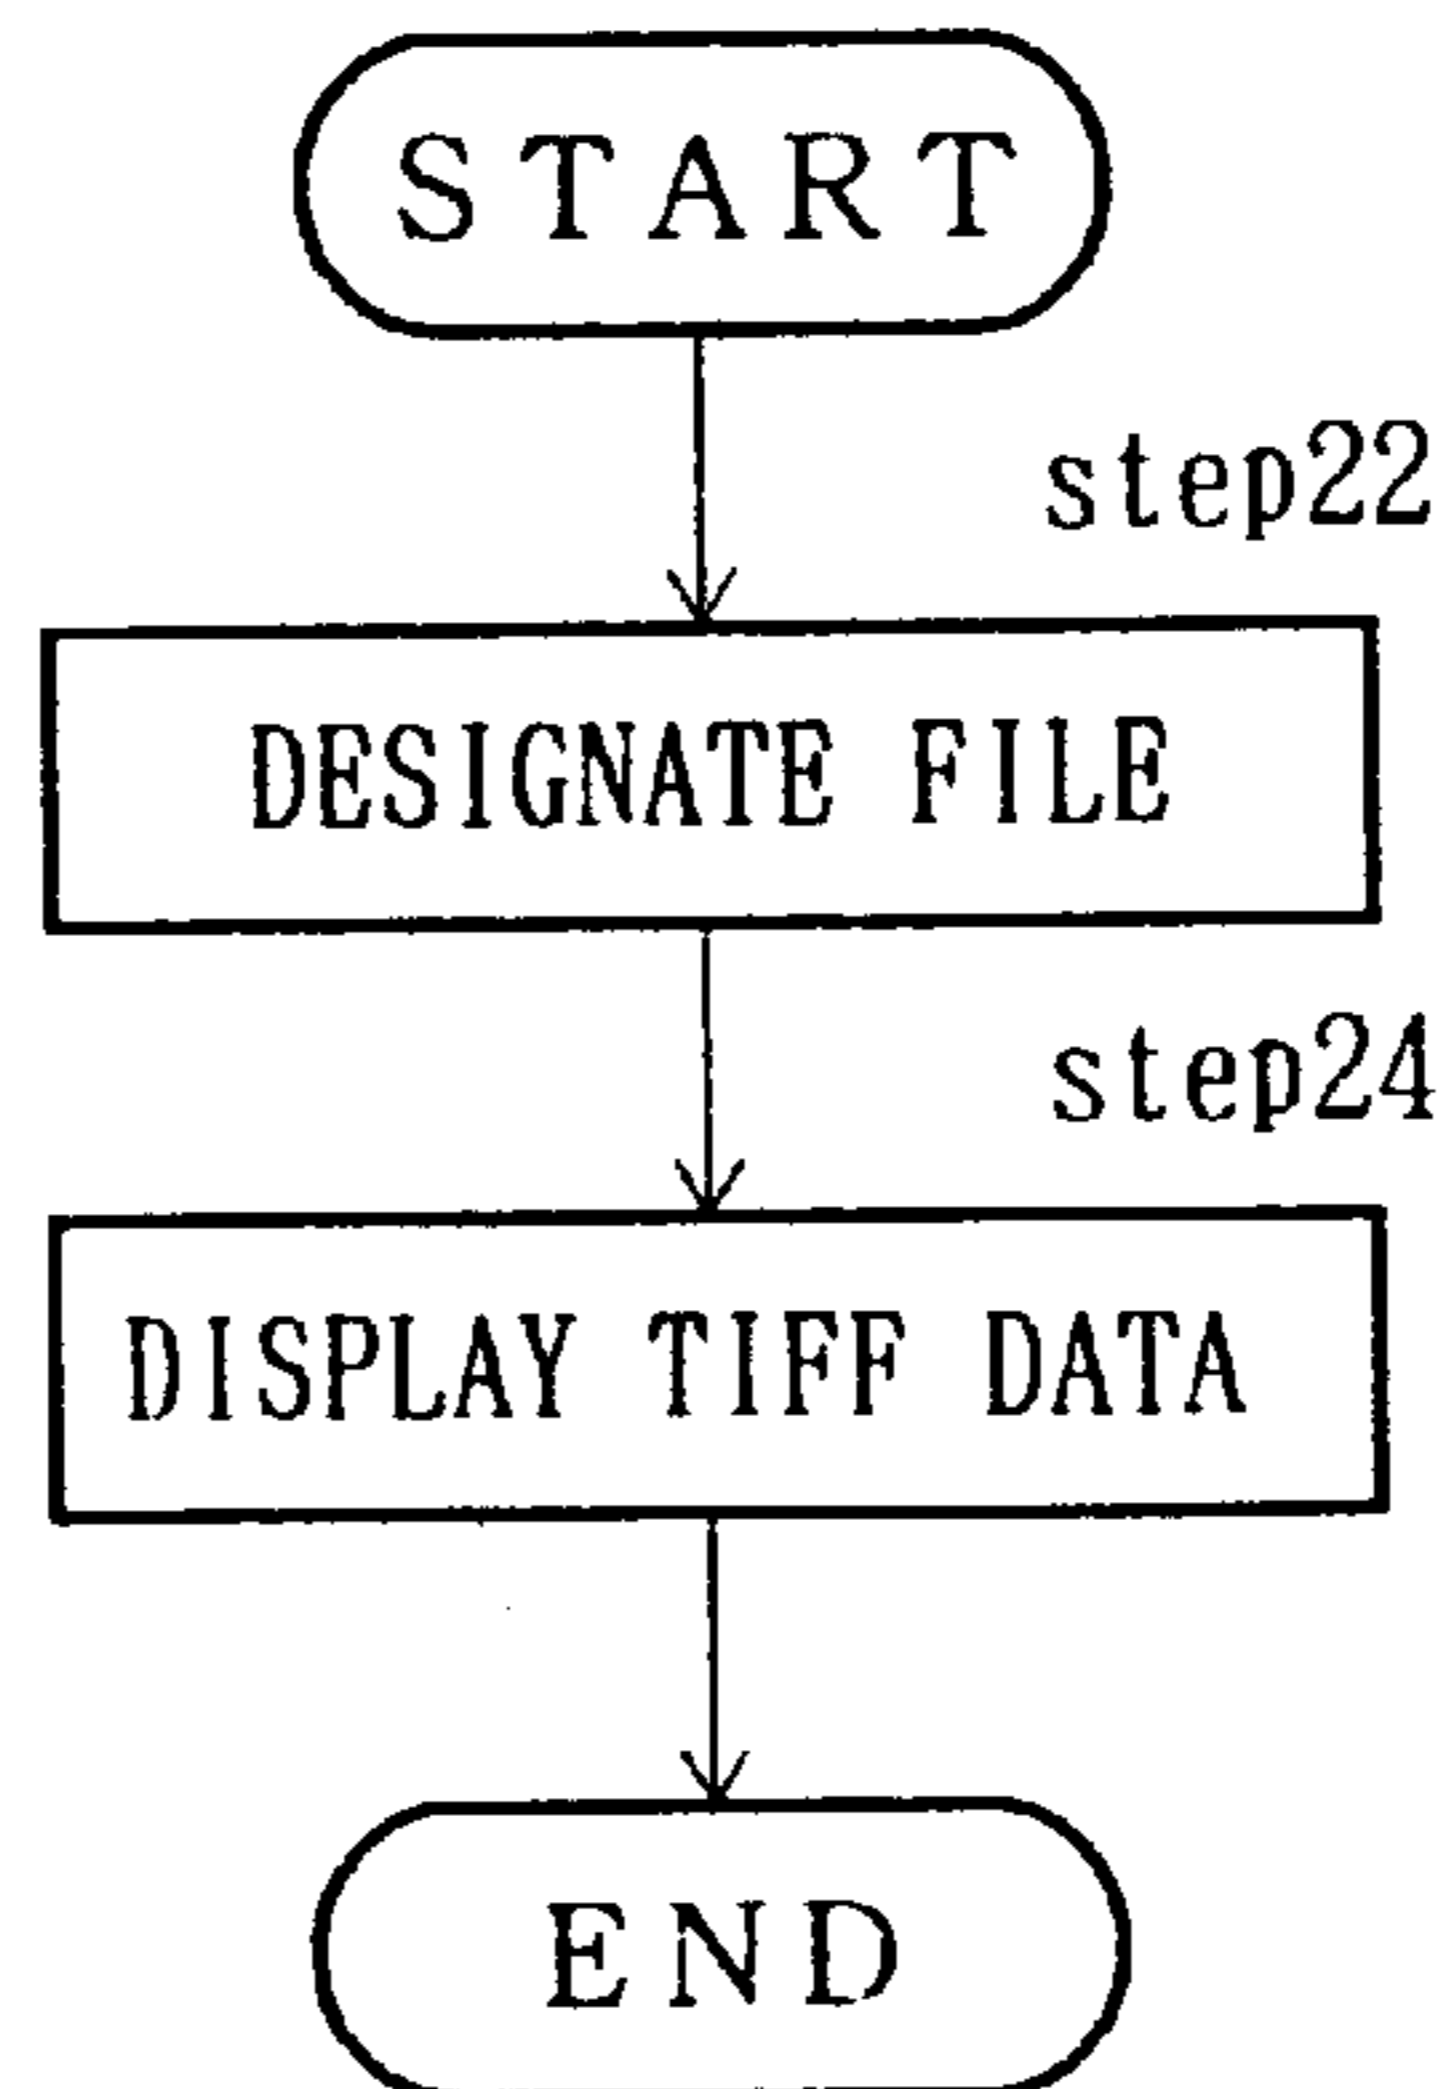 START
step22
DESIGNATE FILE
step24
DISPLAY TIFF DATA
END